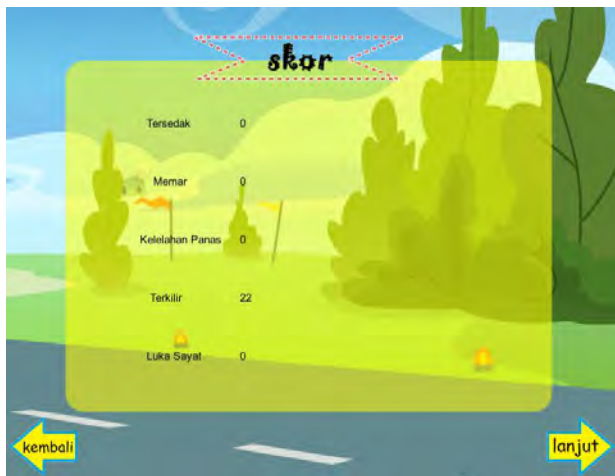 skor
Tersedak 0
Memar 0
Kelelahan Panas 0
Terkilir 22
Luka Sayat 0
kembali
lanjut